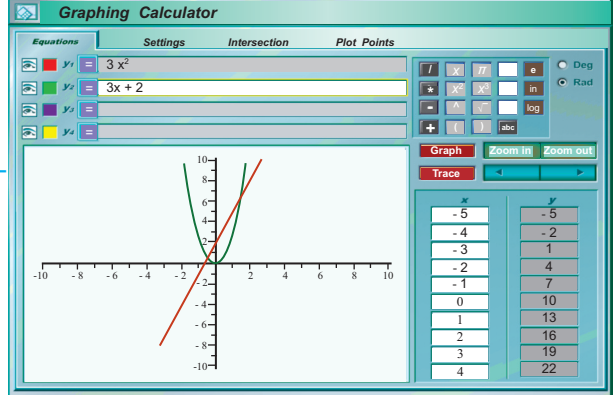 Graphing Calculator
Equations Settings Intersection Plot Points
y₁ = 3 x²
y₂ = 3x + 2
y₃ =
y₄ =
/ X π e
* X² X³ in
- ^ √ log
+ ( ) abc
Deg
Rad
Graph Zoom in Zoom out
Trace
10
8
6
4
2
-10 -8 -6 -4 -2 2 4 6 8 10
-2
-4
-6
-8
-10
x y
-5 -5
-4 -2
-3 1
-2 4
-1 7
0 10
1 13
2 16
3 19
4 22